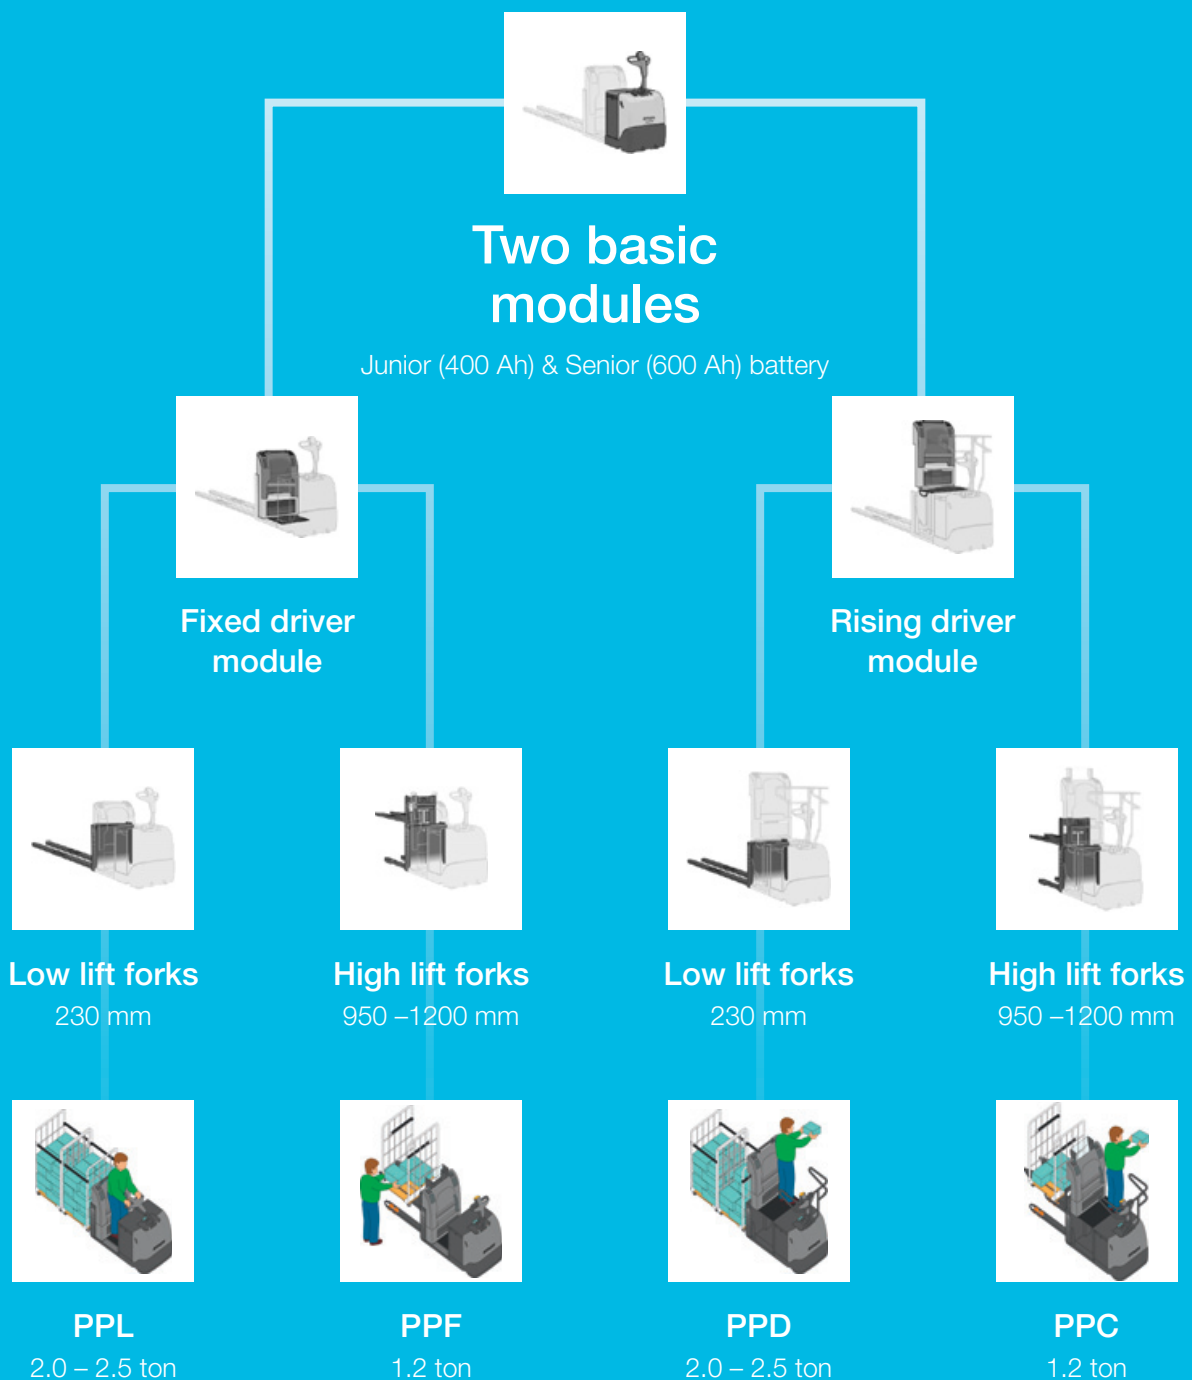 Two basic
modules
Junior (400 Ah) & Senior (600 Ah) battery
Fixed driver
module
Rising driver
module
Low lift forks
230 mm
High lift forks
950 –1200 mm
Low lift forks
230 mm
High lift forks
950 –1200 mm
PPL
2.0 – 2.5 ton
PPF
1.2 ton
PPD
2.0 – 2.5 ton
PPC
1.2 ton